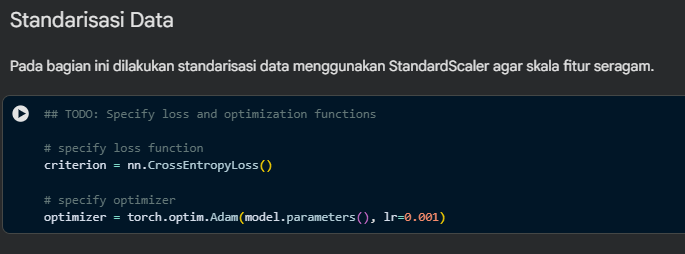 Standarisasi Data
Pada bagian ini dilakukan standarisasi data menggunakan StandardScaler agar skala fitur seragam.
## TODO: Specify loss and optimization functions
# specify loss function
criterion = nn.CrossEntropyLoss()
# specify optimizer
optimizer = torch.optim.Adam(model.parameters(), lr=0.001)